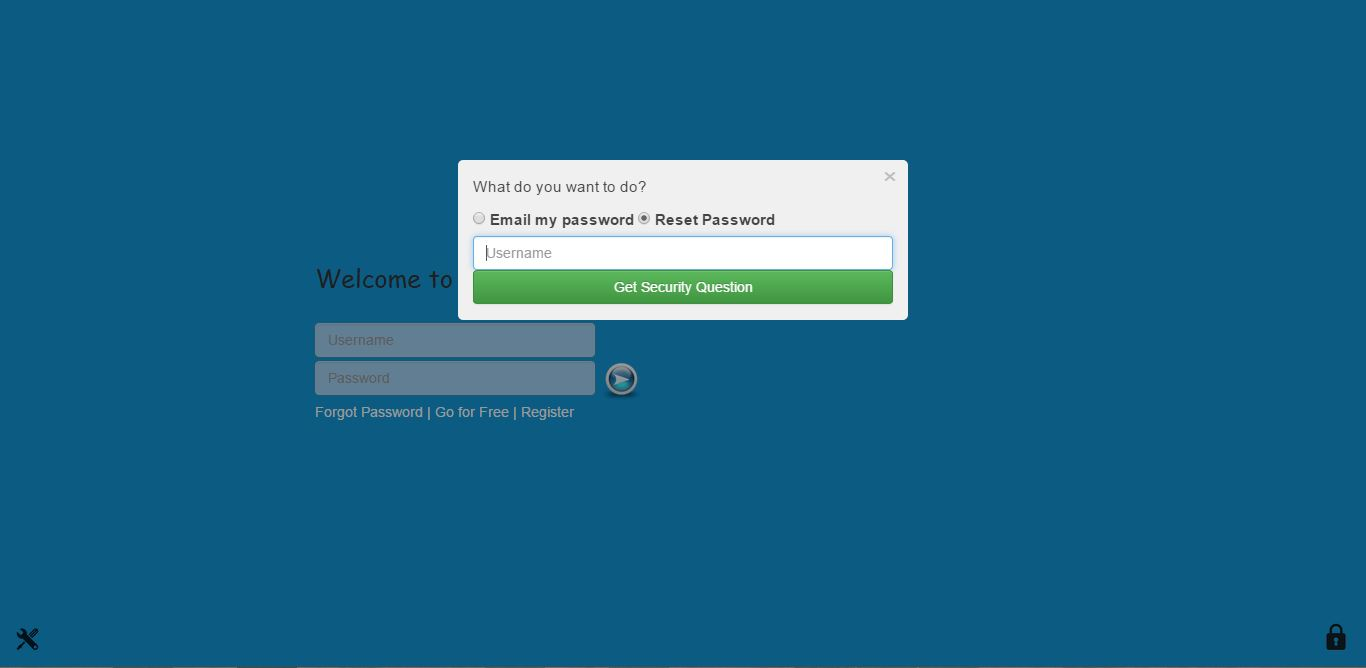 What do you want to do? ×
Email my password Reset Password
Username
Get Security Question
Welcome to
Username
Password
Forgot Password | Go for Free | Register